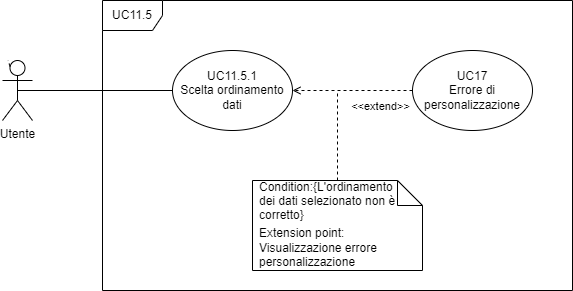 UC11.5
UC11.5.1
Scelta ordinamento
dati
UC17
Errore di
personalizzazione
<<extend>>
Utente
Condition:{L'ordinamento
dei dati selezionato non è
corretto}
Extension point:
Visualizzazione errore
personalizzazione